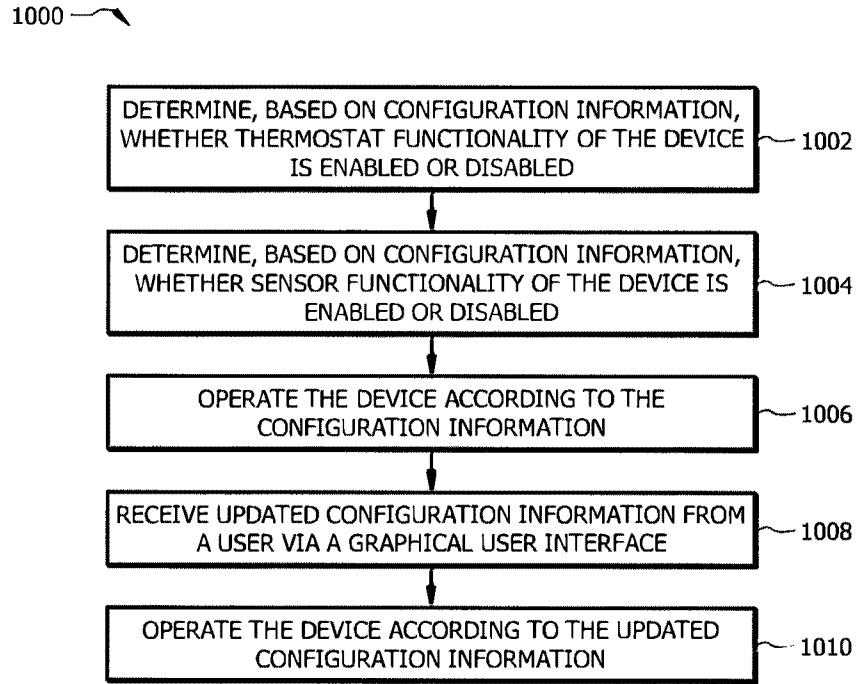 1000
DETERMINE, BASED ON CONFIGURATION INFORMATION,
WHETHER THERMOSTAT FUNCTIONALITY OF THE DEVICE
IS ENABLED OR DISABLED
1002
DETERMINE, BASED ON CONFIGURATION INFORMATION,
WHETHER SENSOR FUNCTIONALITY OF THE DEVICE IS
ENABLED OR DISABLED
1004
OPERATE THE DEVICE ACCORDING TO THE
CONFIGURATION INFORMATION
1006
RECEIVE UPDATED CONFIGURATION INFORMATION FROM
A USER VIA A GRAPHICAL USER INTERFACE
1008
OPERATE THE DEVICE ACCORDING TO THE UPDATED
CONFIGURATION INFORMATION
1010